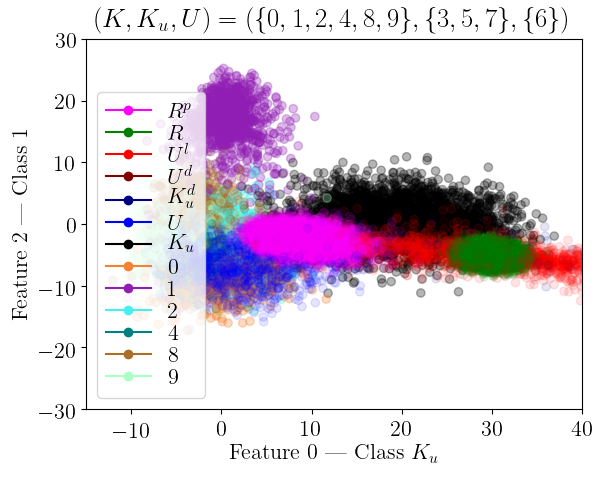 (K, K_u, U) = ({0, 1, 2, 4, 8, 9}, {3, 5, 7}, {6})
30
20
10
0
−10
−20
−30
Feature 2 — Class 1
R^p
R
U^l
U^d
K_u^d
U
K_u
0
1
2
4
8
9
−10
0
10
20
30
40
Feature 0 — Class K_u